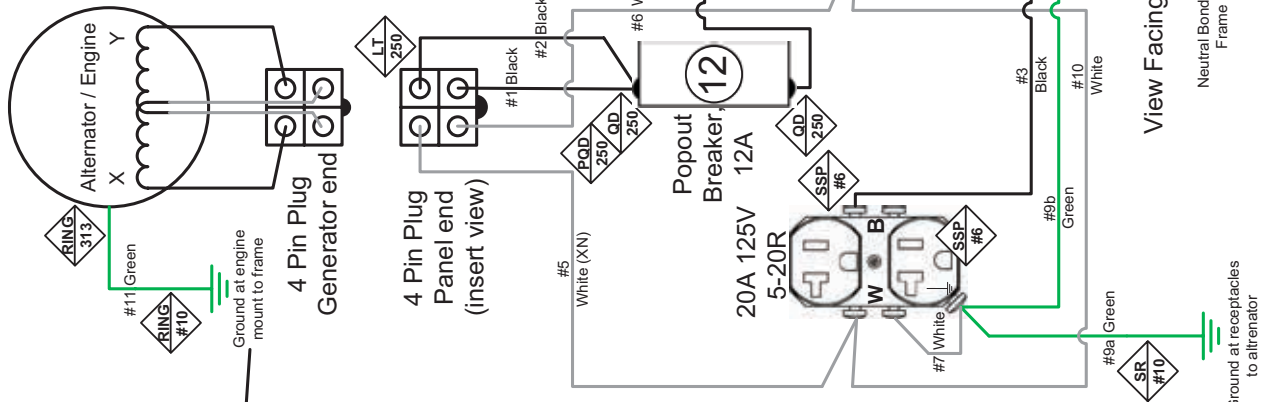 Alternator / Engine
X
Y
RING
313
#11 Green
RING
#10
Ground at engine
mount to frame
4 Pin Plug
Generator end
LT
250
4 Pin Plug
Panel end
(insert view)
#2 Black
#1 Black
#6
#5
White (XN)
PQD
250
QD
250
12
Popout
Breaker,
12A
QD
250
SSP
#6
20A 125V
5-20R
W
B
SSP
#6
#3
Black
#10
White
#9b
Green
#7 White
#9a Green
SR
#10
Ground at receptacles
to altrenator
View Facing
Neutral Bond
Frame